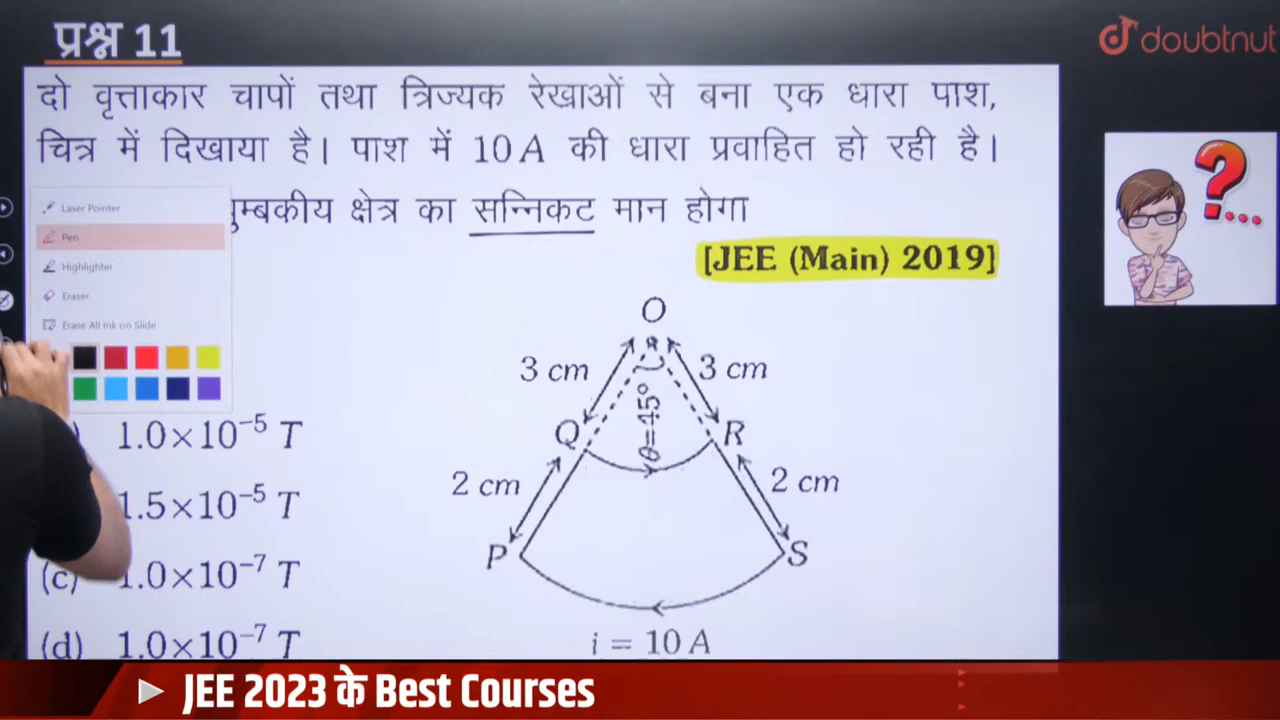 प्रश्न 11
doubtnut
दो वृत्ताकार चापों तथा त्रिज्यक रेखाओं से बना एक धारा पाश,
चित्र में दिखाया है। पाश में 10 A की धारा प्रवाहित हो रही है।
क्षेत्र का सन्निकट मान होगा
[JEE (Main) 2019]
Laser Pointer
Pen
Highlighter
Eraser
Erase All Ink on Slide
O
3 cm
3 cm
θ=45°
Q
R
2 cm
2 cm
P
S
i = 10 A
1.0×10⁻⁵ T
1.5×10⁻⁵ T
(c) 1.0×10⁻⁷ T
(d) 1.0×10⁻⁷ T
?...
JEE 2023 के Best Courses